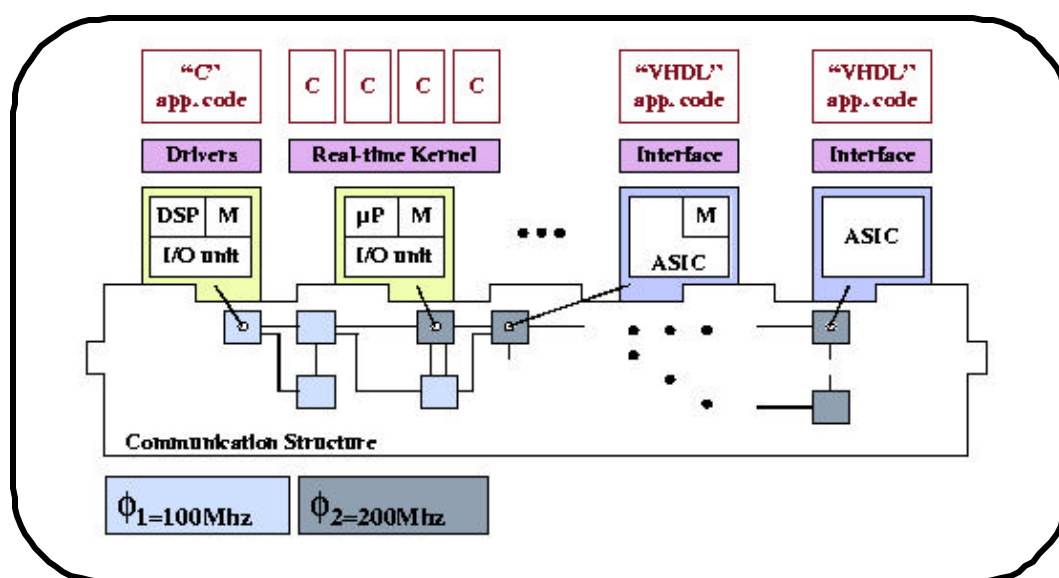 “C”
app. code
C C C C
“VHDL”
app. code
“VHDL”
app. code
Drivers
Real-time Kernel
Interface
Interface
DSP M
I/O unit
μP M
I/O unit
M
ASIC
ASIC
Communication Structure
ϕ1=100Mhz
ϕ2=200Mhz